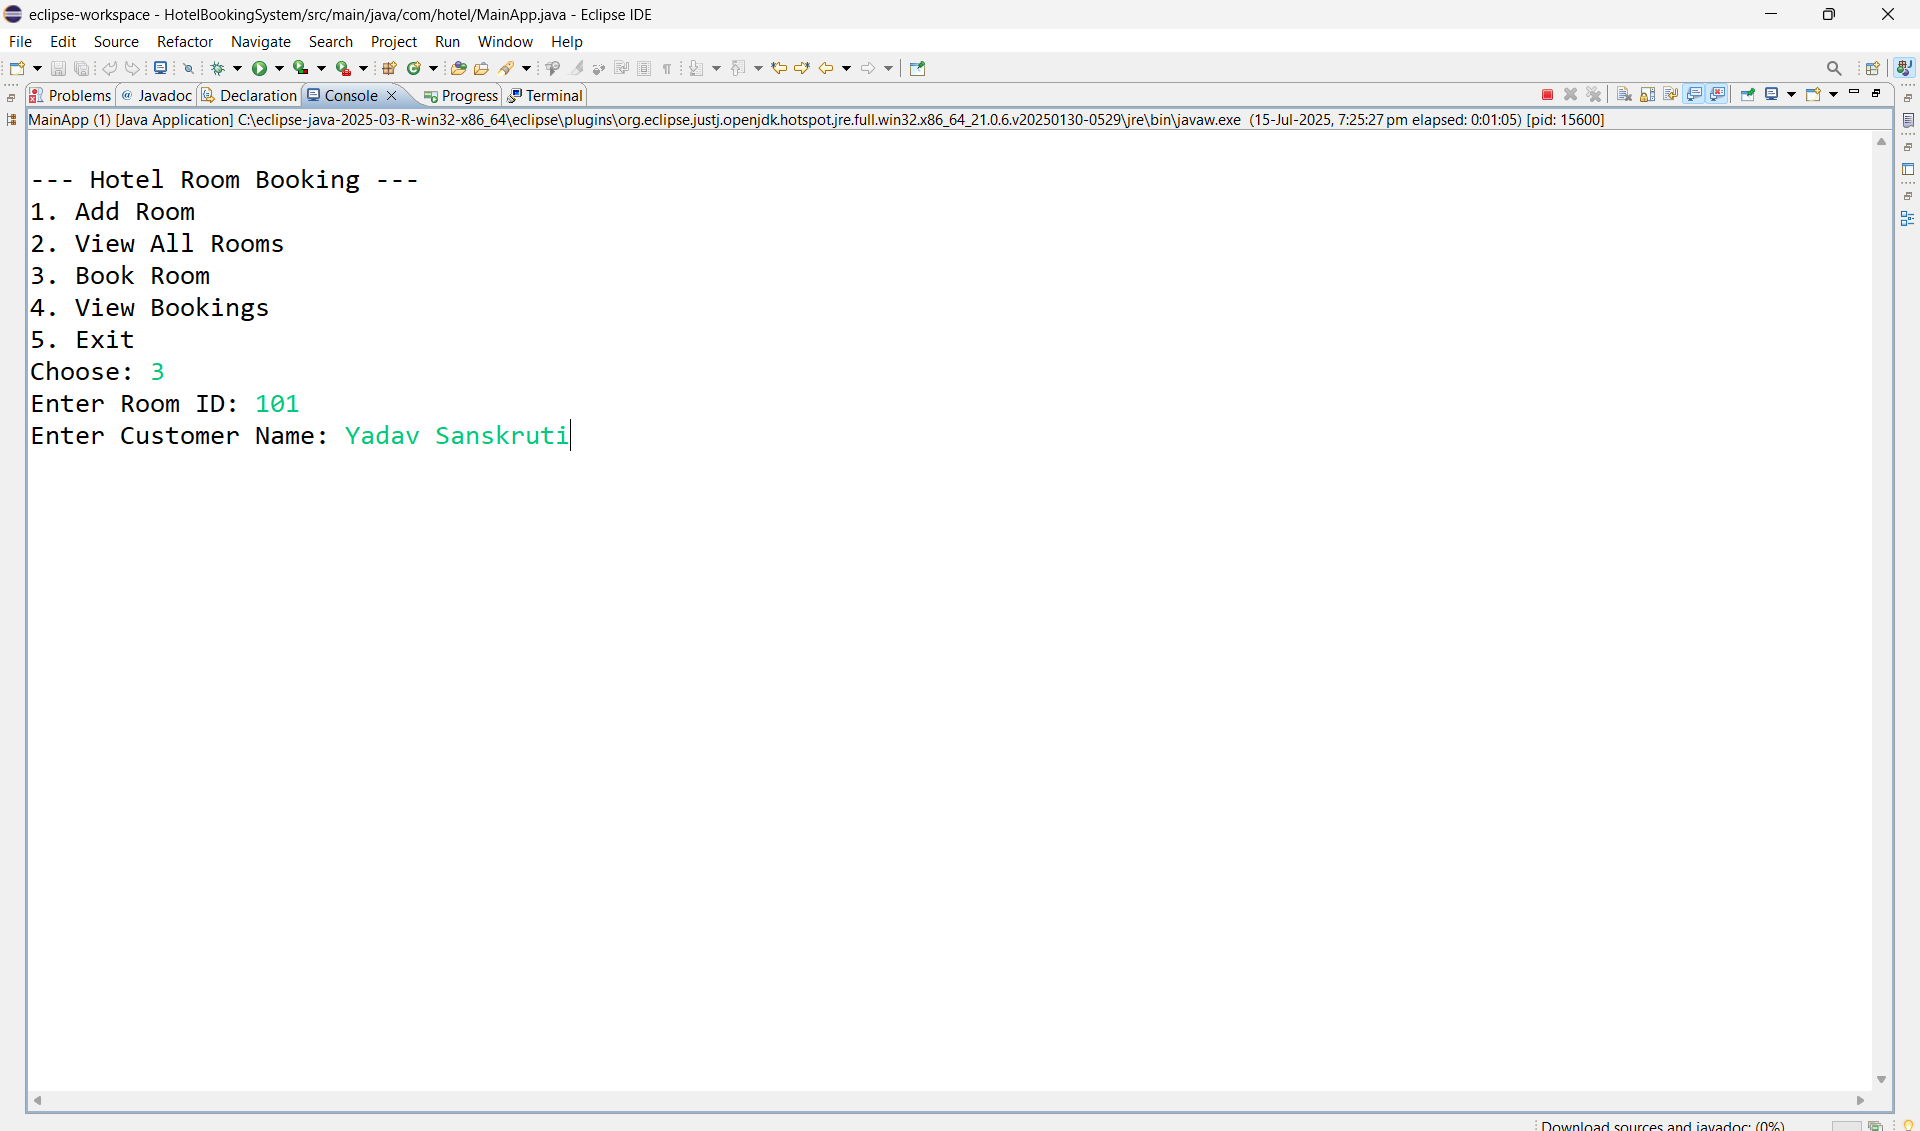 eclipse-workspace - HotelBookingSystem/src/main/java/com/hotel/MainApp.java - Eclipse IDE
File Edit Source Refactor Navigate Search Project Run Window Help
Problems @ Javadoc Declaration Console Progress Terminal
MainApp (1) [Java Application] C:\eclipse-java-2025-03-R-win32-x86_64\eclipse\plugins\org.eclipse.justj.openjdk.hotspot.jre.full.win32.x86_64_21.0.6.v20250130-0529\jre\bin\javaw.exe (15-Jul-2025, 7:25:27 pm elapsed: 0:01:05) [pid: 15600]
--- Hotel Room Booking ---
1. Add Room
2. View All Rooms
3. Book Room
4. View Bookings
5. Exit
Choose: 3
Enter Room ID: 101
Enter Customer Name: Yadav Sanskruti
Download sources and javadoc: (0%)